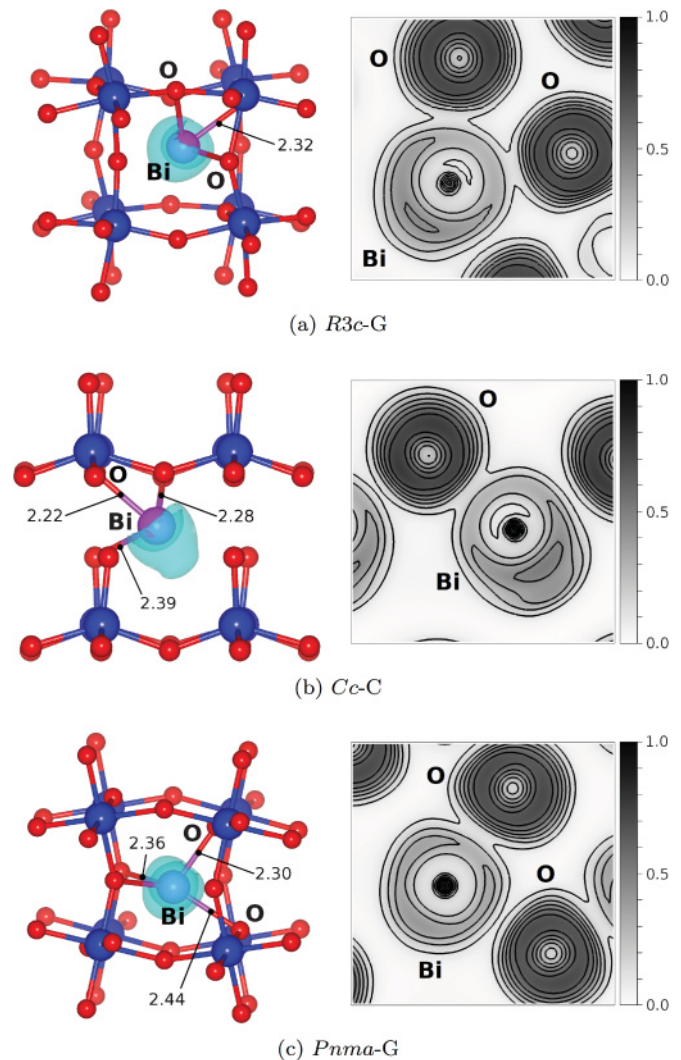 O
2.32
Bi
O
O
O
Bi
1.0
0.5
0.0
(a) R3c-G
O
2.22
Bi
2.28
2.39
O
Bi
1.0
0.5
0.0
(b) Cc-C
2.36
O
2.30
Bi
O
2.44
O
O
Bi
1.0
0.5
0.0
(c) Pnma-G